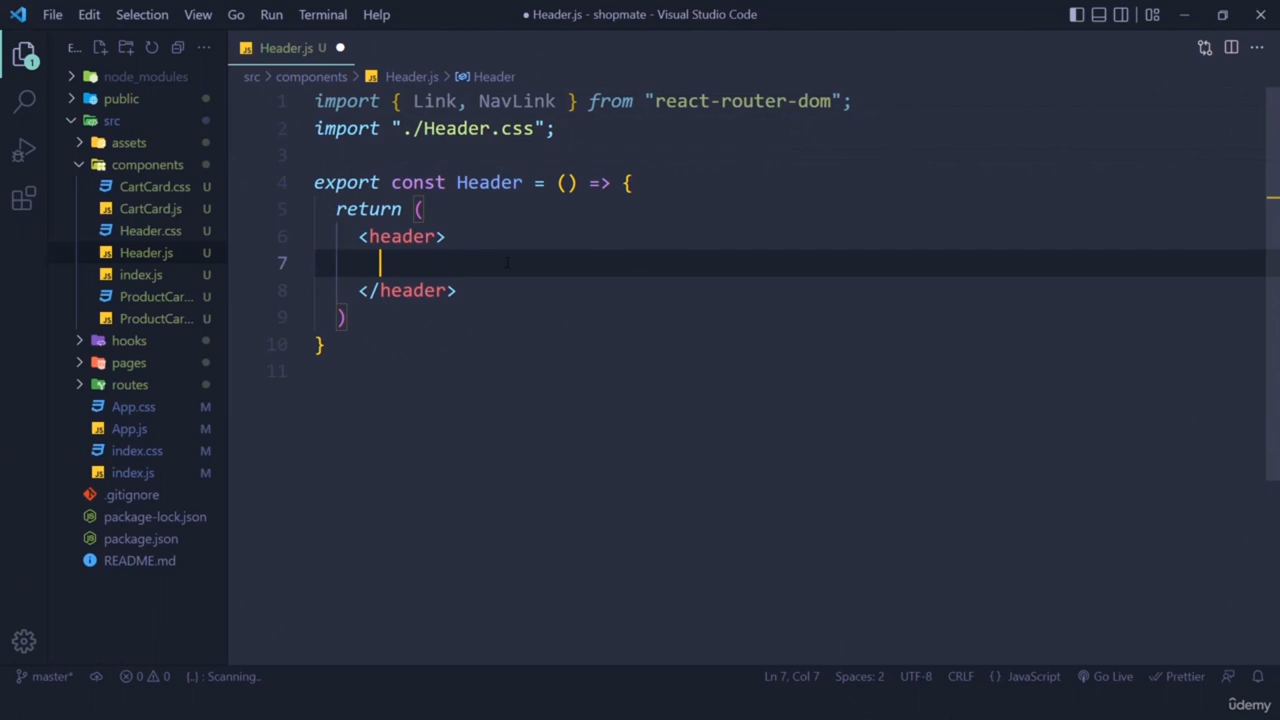 File Edit Selection View Go Run Terminal Help
● Header.js - shopmate - Visual Studio Code
E...
Header.js U
src > components > Header.js > Header
1
node_modules
public
src
assets
components
CartCard.css U
CartCard.js U
Header.css U
Header.js U
index.js U
ProductCar... U
ProductCar... U
hooks
pages
routes
App.css M
App.js M
index.css M
index.js M
.gitignore
package-lock.json
package.json
README.md
1 import { Link, NavLink } from "react-router-dom";
2 import "./Header.css";
3
4 export const Header = () => {
5 return (
6 <header>
7
8 </header>
9 )
10 }
11
master* 0 0 {..} : Scanning.. Ln 7, Col 7 Spaces: 2 UTF-8 CRLF {} JavaScript Go Live Prettier
ûdemy